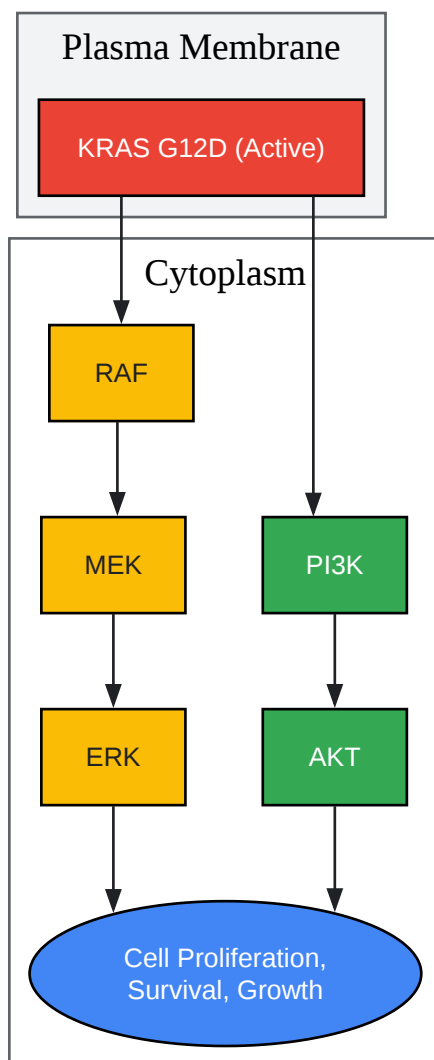 Plasma Membrane
KRAS G12D (Active)
Cytoplasm
RAF
MEK
PI3K
ERK
AKT
Cell Proliferation,
Survival, Growth